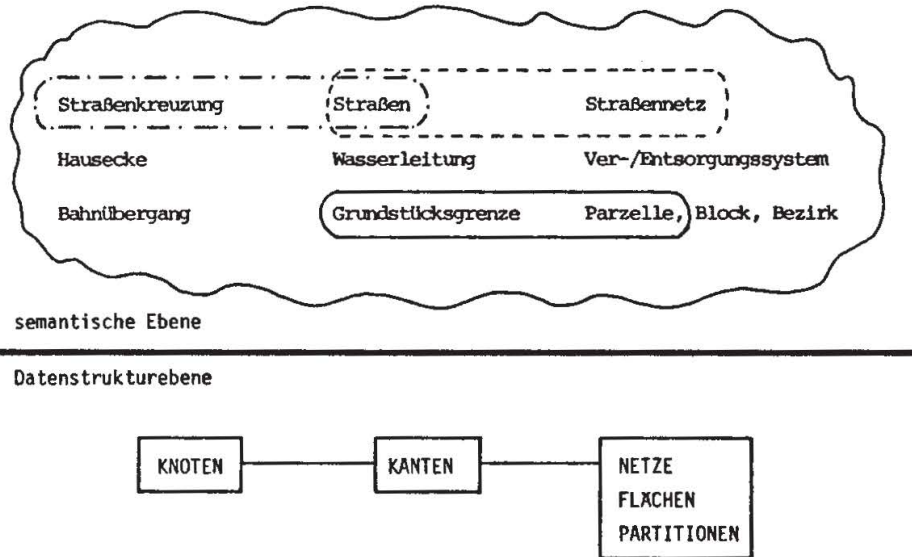 Straßenkreuzung Straßen Straßennetz
Hausecke Wasserleitung Ver-/Entsorgungssystem
Bahnübergang Grundstücksgrenze Parzelle, Block, Bezirk
semantische Ebene
Datenstrukturebene
KNOTEN KANTEN NETZE
FLÄCHEN
PARTITIONEN